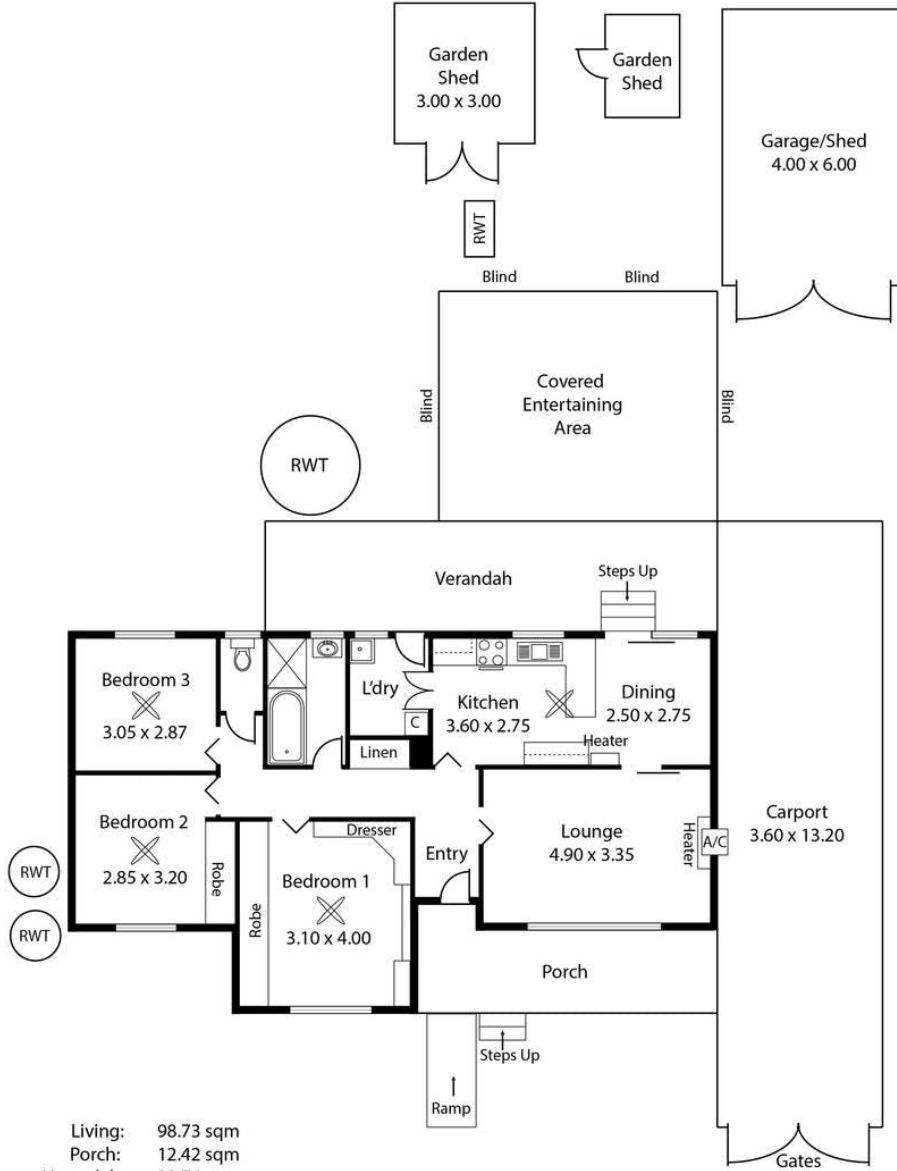 Garden
Shed
3.00 x 3.00
Garden
Shed
Garage/Shed
4.00 x 6.00
RWT
Blind
Blind
Blind
Covered
Entertaining
Area
Blind
RWT
Verandah
Steps Up
Bedroom 3
3.05 x 2.87
L'dry
C
Linen
Kitchen
3.60 x 2.75
Dining
2.50 x 2.75
Heater
Bedroom 2
2.85 x 3.20
Robe
RWT
RWT
Dresser
Bedroom 1
3.10 x 4.00
Robe
Entry
Lounge
4.90 x 3.35
Heater
A/C
Carport
3.60 x 13.20
Porch
Steps Up
Ramp
Gates
Living: 98.73 sqm
Porch: 12.42 sqm